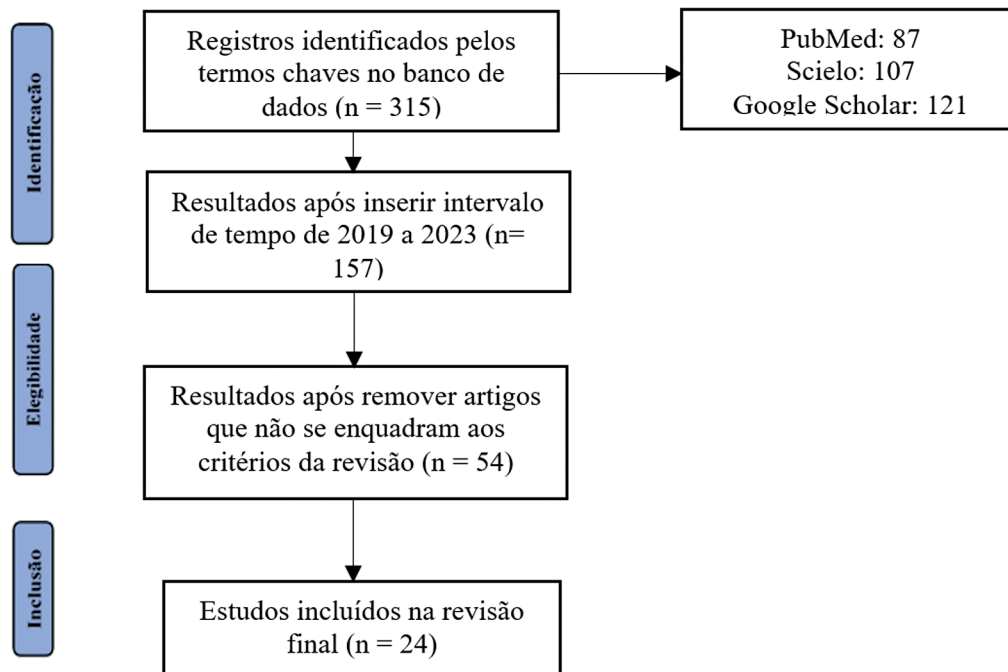 Identificação
Registros identificados pelos
termos chaves no banco de
dados (n = 315)
PubMed: 87
Scielo: 107
Google Scholar: 121
Resultados após inserir intervalo
de tempo de 2019 a 2023 (n=
157)
Elegibilidade
Resultados após remover artigos
que não se enquadram aos
critérios da revisão (n = 54)
Inclusão
Estudos incluídos na revisão
final (n = 24)